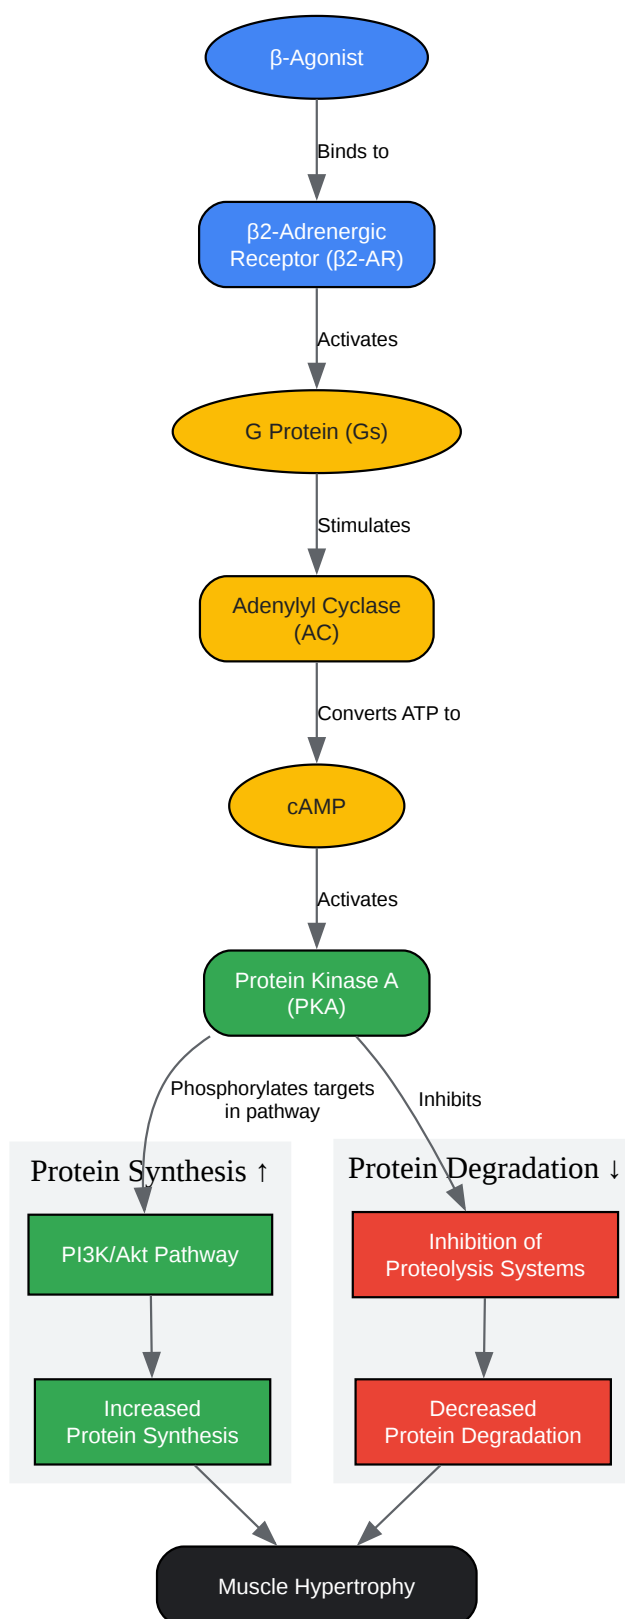 β-Agonist
Binds to
β2-Adrenergic
Receptor (β2-AR)
Activates
G Protein (Gs)
Stimulates
Adenylyl Cyclase
(AC)
Converts ATP to
cAMP
Activates
Protein Kinase A
(PKA)
Phosphorylates targets
in pathway
Inhibits
Protein Synthesis ↑
PI3K/Akt Pathway
Increased
Protein Synthesis
Protein Degradation ↓
Inhibition of
Proteolysis Systems
Decreased
Protein Degradation
Muscle Hypertrophy